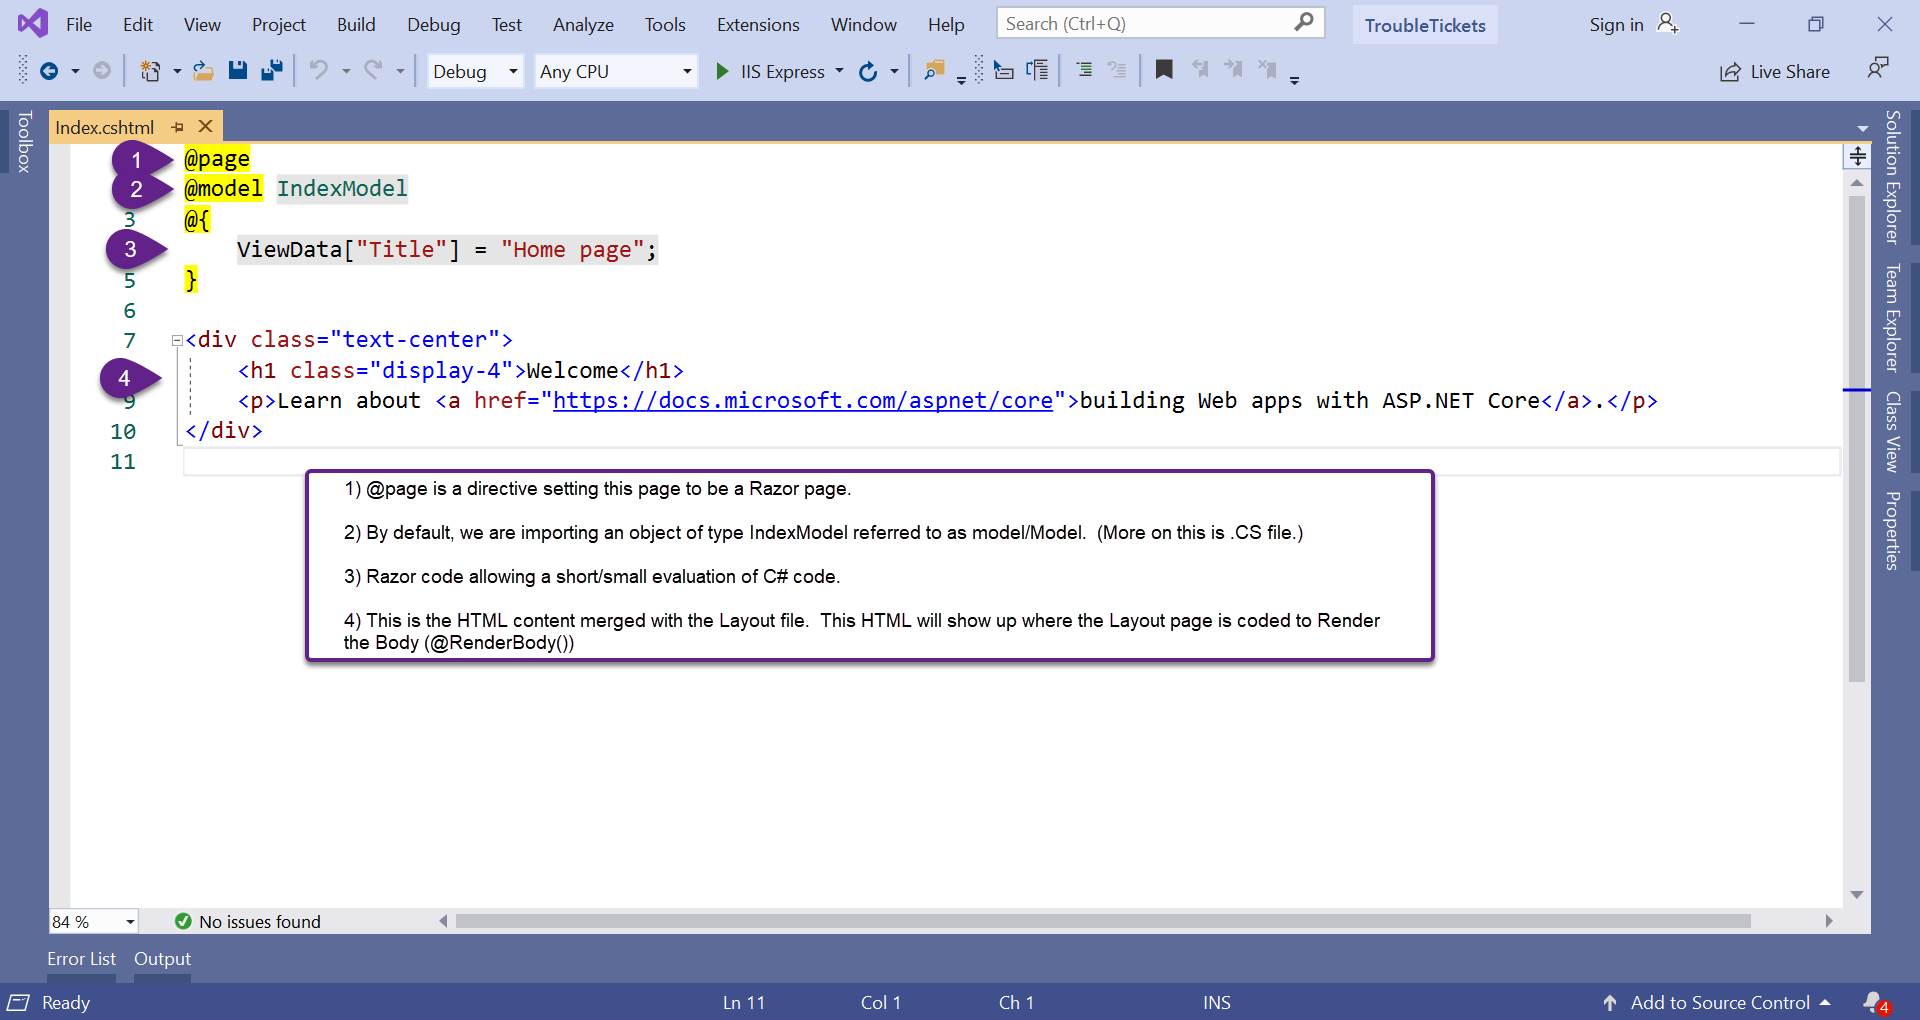 File Edit View Project Build Debug Test Analyze Tools Extensions Window Help Search (Ctrl+Q) TroubleTickets Sign in
Debug Any CPU IIS Express Live Share
Toolbox
Index.cshtml
1 @page
2 @model IndexModel
3 @{
3 ViewData["Title"] = "Home page";
5 }
6
7 <div class="text-center">
4 <h1 class="display-4">Welcome</h1>
9 <p>Learn about <a href="https://docs.microsoft.com/aspnet/core">building Web apps with ASP.NET Core</a>.</p>
10 </div>
11
1) @page is a directive setting this page to be a Razor page.
2) By default, we are importing an object of type IndexModel referred to as model/Model.  (More on this is .CS file.)
3) Razor code allowing a short/small evaluation of C# code.
4) This is the HTML content merged with the Layout file.  This HTML will show up where the Layout page is coded to Render
the Body (@RenderBody())
Solution Explorer
Team Explorer
Class View
Properties
84 % No issues found
Error List Output
Ready Ln 11 Col 1 Ch 1 INS Add to Source Control 4